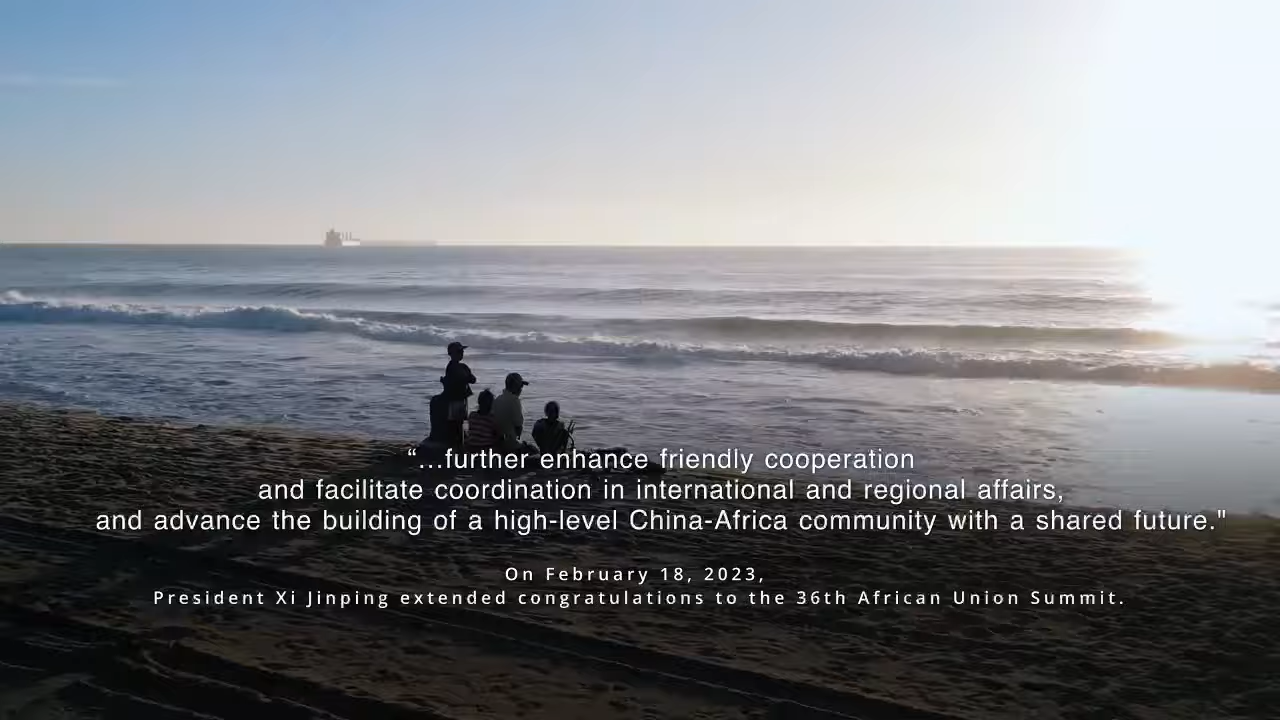 “…further enhance friendly cooperation
and facilitate coordination in international and regional affairs,
and advance the building of a high-level China-Africa community with a shared future."
On February 18, 2023,
President Xi Jinping extended congratulations to the 36th African Union Summit.